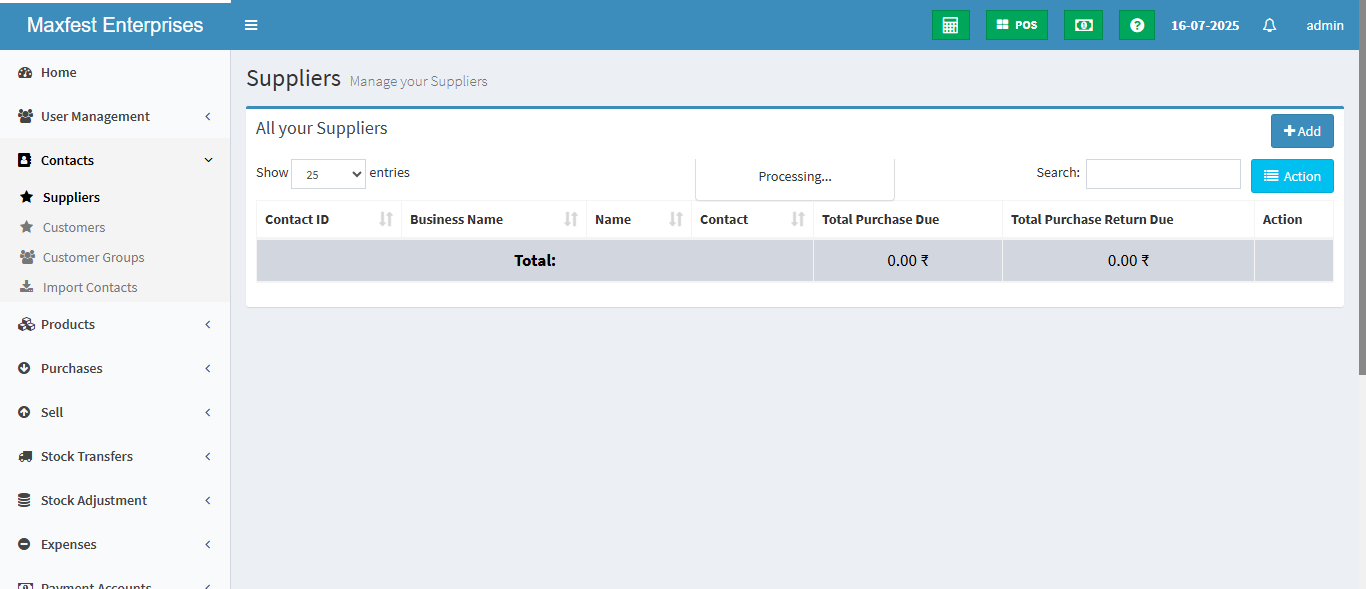 Maxfest Enterprises
POS
16-07-2025
admin
Home
User Management
Contacts
Suppliers
Customers
Customer Groups
Import Contacts
Products
Purchases
Sell
Stock Transfers
Stock Adjustment
Expenses
Payment Accounts
Suppliers Manage your Suppliers
All your Suppliers
Add
Show 25 entries
Processing...
Search:
Action
Contact ID Business Name Name Contact Total Purchase Due Total Purchase Return Due Action
Total: 0.00 ₹ 0.00 ₹